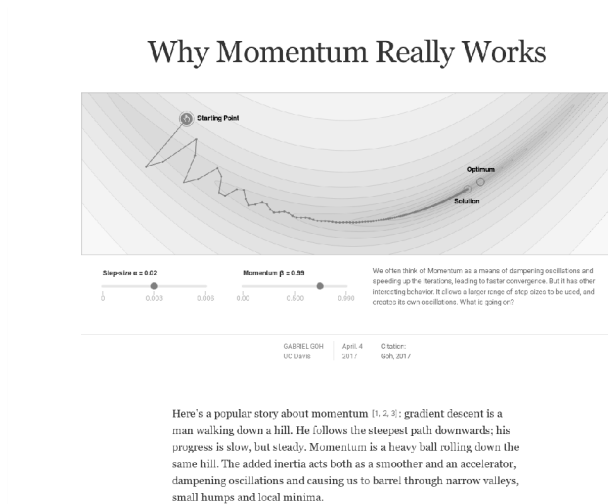 Why Momentum Really Works
Starting Point
Optimum
Solution
Step-size α = 0.02
Momentum β = 0.99
0
0.003
0.006
0.00
0.500
0.990
We often think of Momentum as a means of dampening oscillations and
speeding up the iterations, leading to faster convergence. But it has other
interesting behavior. It allows a larger range of step sizes to be used, and
creates its own oscillations. What is going on?
GABRIEL GOH
UC Davis
April. 4
2017
Citation:
Goh, 2017
Here's a popular story about momentum [1, 2, 3]: gradient descent is a
man walking down a hill. He follows the steepest path downwards; his
progress is slow, but steady. Momentum is a heavy ball rolling down the
same hill. The added inertia acts both as a smoother and an accelerator,
dampening oscillations and causing us to barrel through narrow valleys,
small humps and local minima.